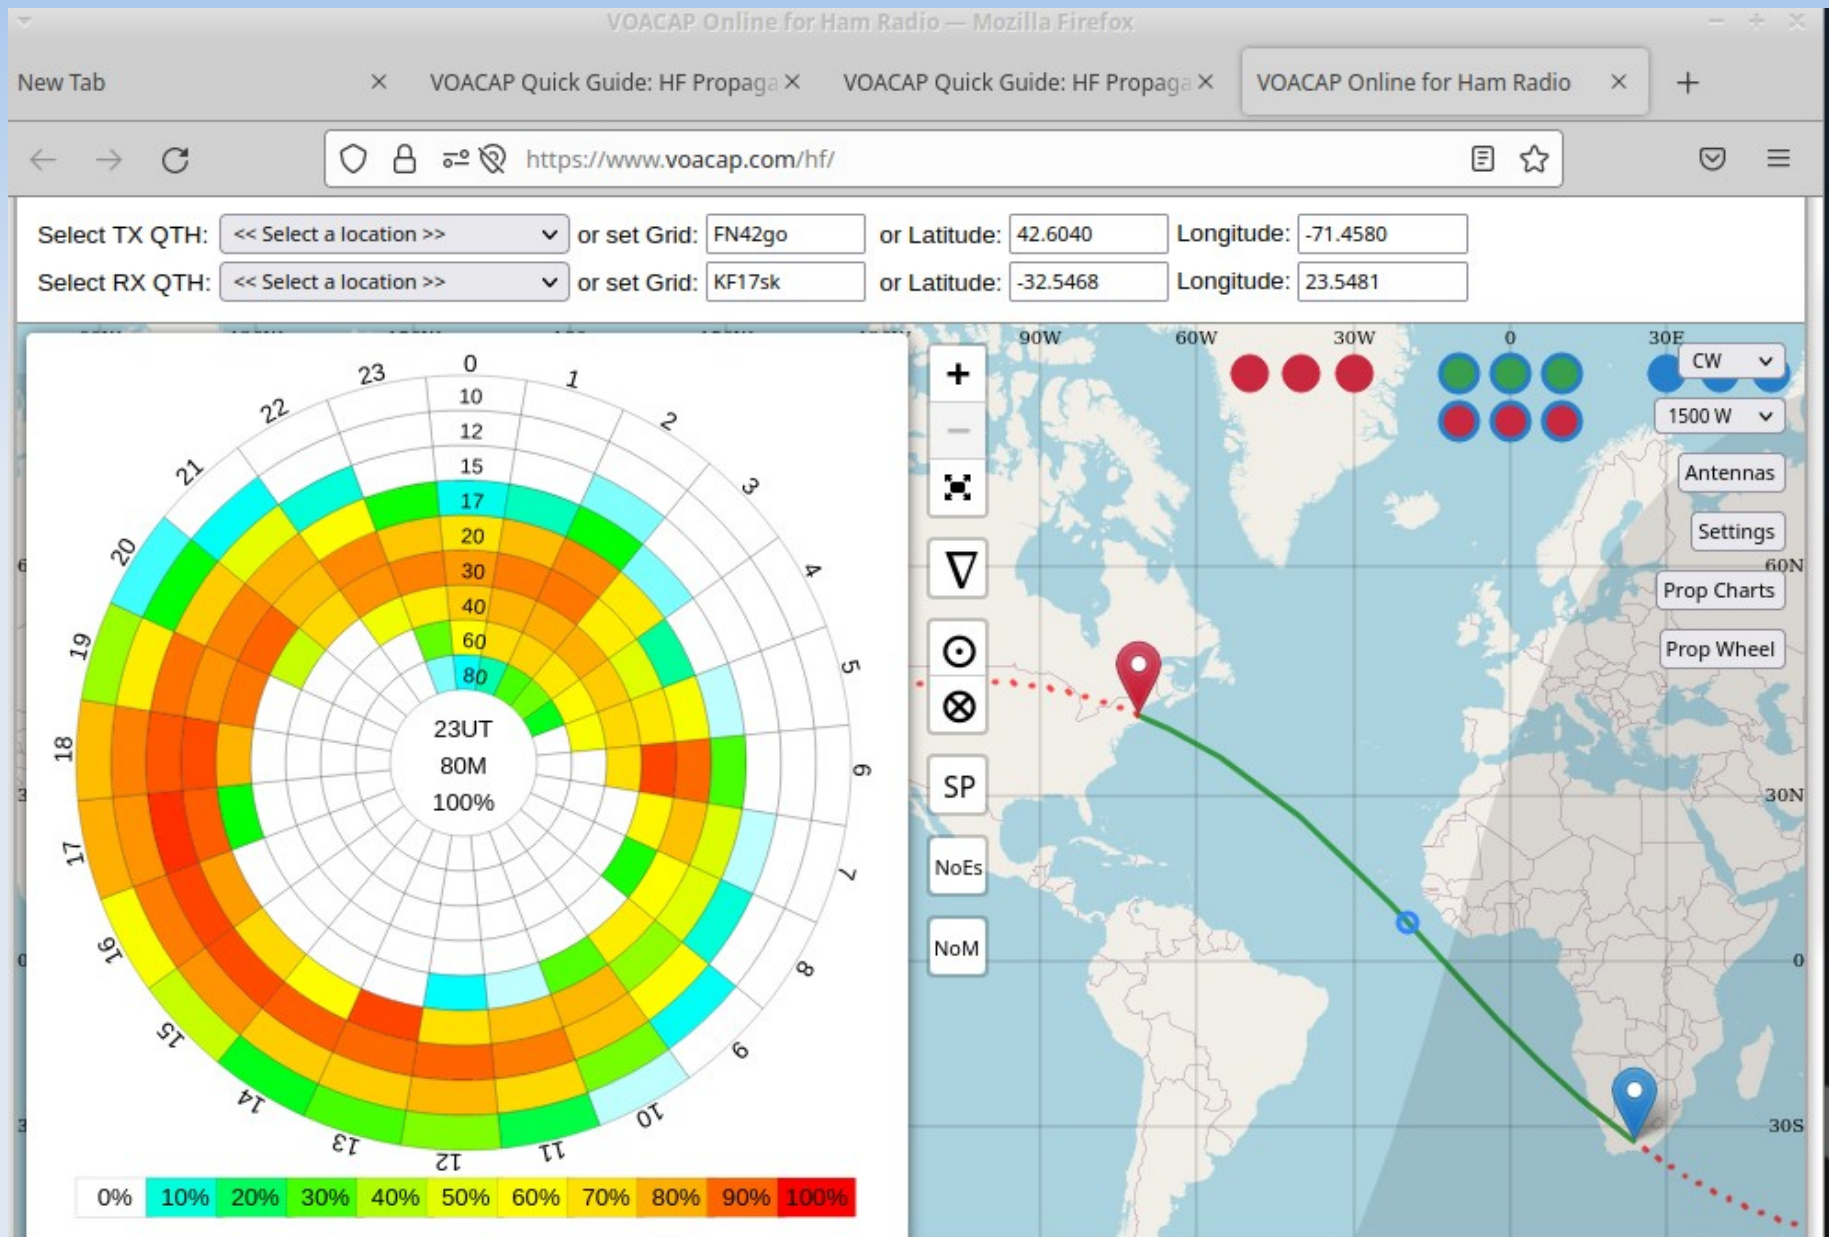 VOACAP Online for Ham Radio — Mozilla Firefox
New Tab
VOACAP Quick Guide: HF Propaga
VOACAP Quick Guide: HF Propaga
VOACAP Online for Ham Radio
https://www.voacap.com/hf/
Select TX QTH: << Select a location >> or set Grid: FN42go or Latitude: 42.6040 Longitude: -71.4580
Select RX QTH: << Select a location >> or set Grid: KF17sk or Latitude: -32.5468 Longitude: 23.5481
0
1
2
3
4
5
6
7
8
9
10
11
12
13
14
15
16
17
18
19
20
21
22
23
10
12
15
17
20
30
40
60
80
23UT
80M
100%
0% 10% 20% 30% 40% 50% 60% 70% 80% 90% 100%
+
−
SP
NoEs
NoM
90W 60W 30W 0 30E
CW
1500 W
Antennas
Settings
60N
Prop Charts
Prop Wheel
30N
0
30S